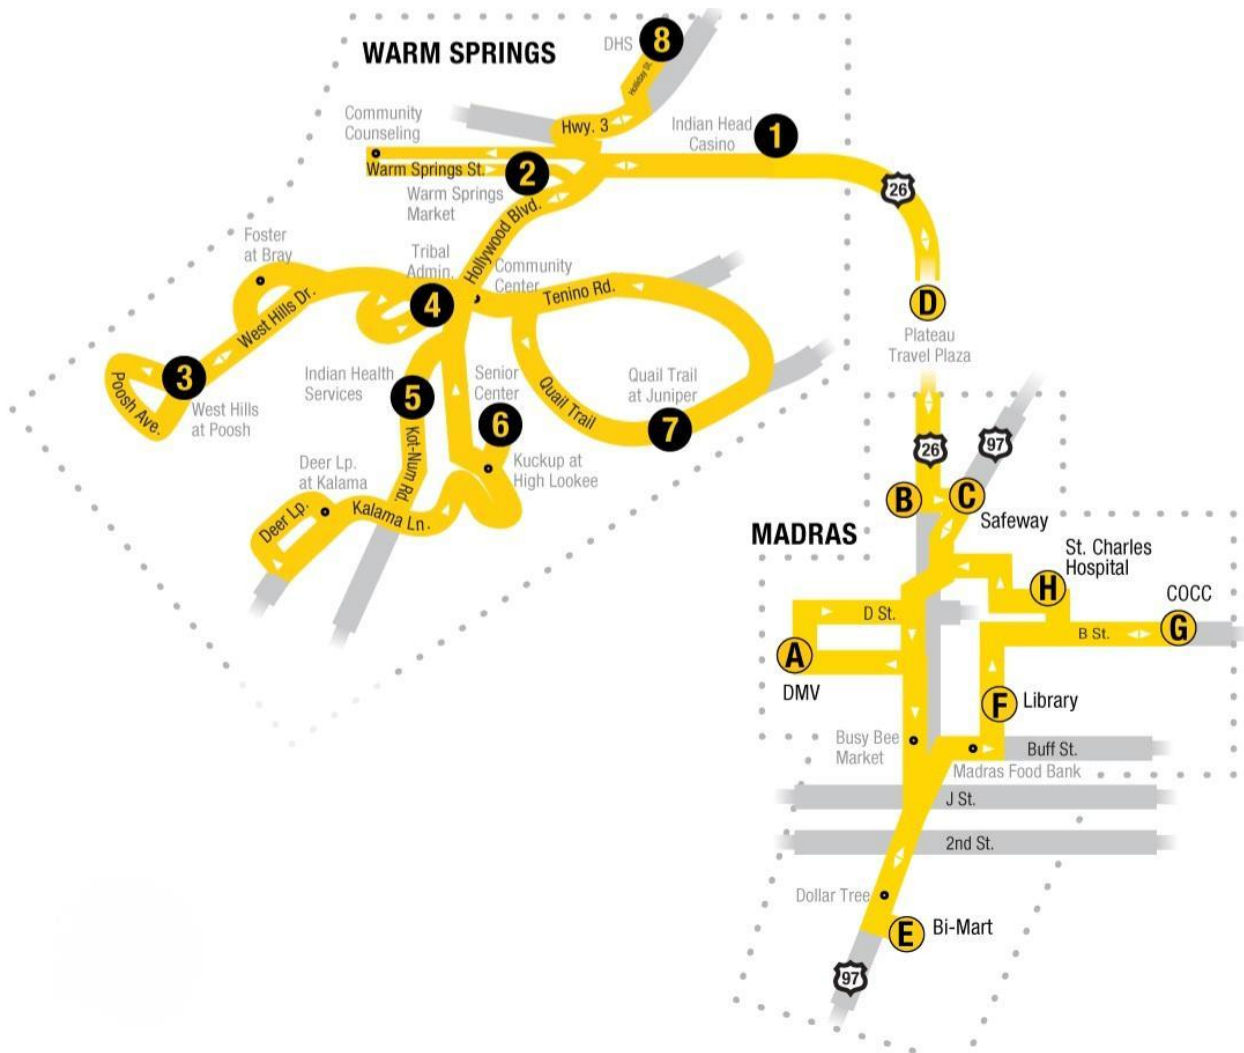 WARM SPRINGS
DHS
8
Holliday St.
Community
Counseling
Hwy. 3
Indian Head
Casino
1
Warm Springs St.
2
Warm Springs
Market
26
Hollywood Blvd.
Foster
at Bray
Tribal
Admin.
Community
Center
4
Tenino Rd.
D
Plateau
Travel Plaza
West Hills Dr.
3
Poosh Ave.
West Hills
at Poosh
Indian Health
Services
5
Senior
Center
6
Quail Trail
Quail Trail
at Juniper
7
Kot-Num Rd.
Kuckup at
High Lookee
Deer Lp.
at Kalama
Deer Lp.
Kalama Ln.
26
97
B
C
Safeway
MADRAS
St. Charles
Hospital
H
COCC
D St.
B St.
G
A
DMV
F
Library
Busy Bee
Market
Buff St.
Madras Food Bank
J St.
2nd St.
Dollar Tree
E
Bi-Mart
97